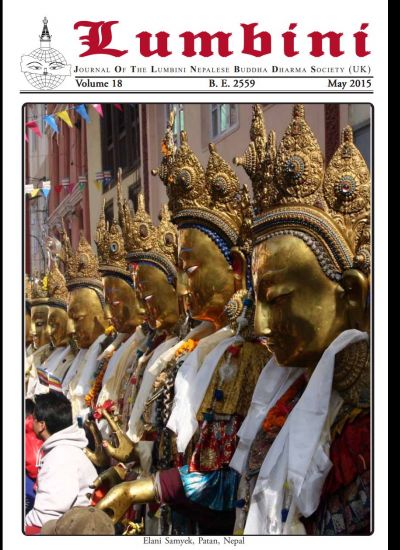 Lumbini
JOURNAL OF THE LUMBINI NEPALESE BUDDHA DHARMA SOCIETY (UK)
Volume 18 B. E. 2559 May 2015
Elani Samyek, Patan, Nepal